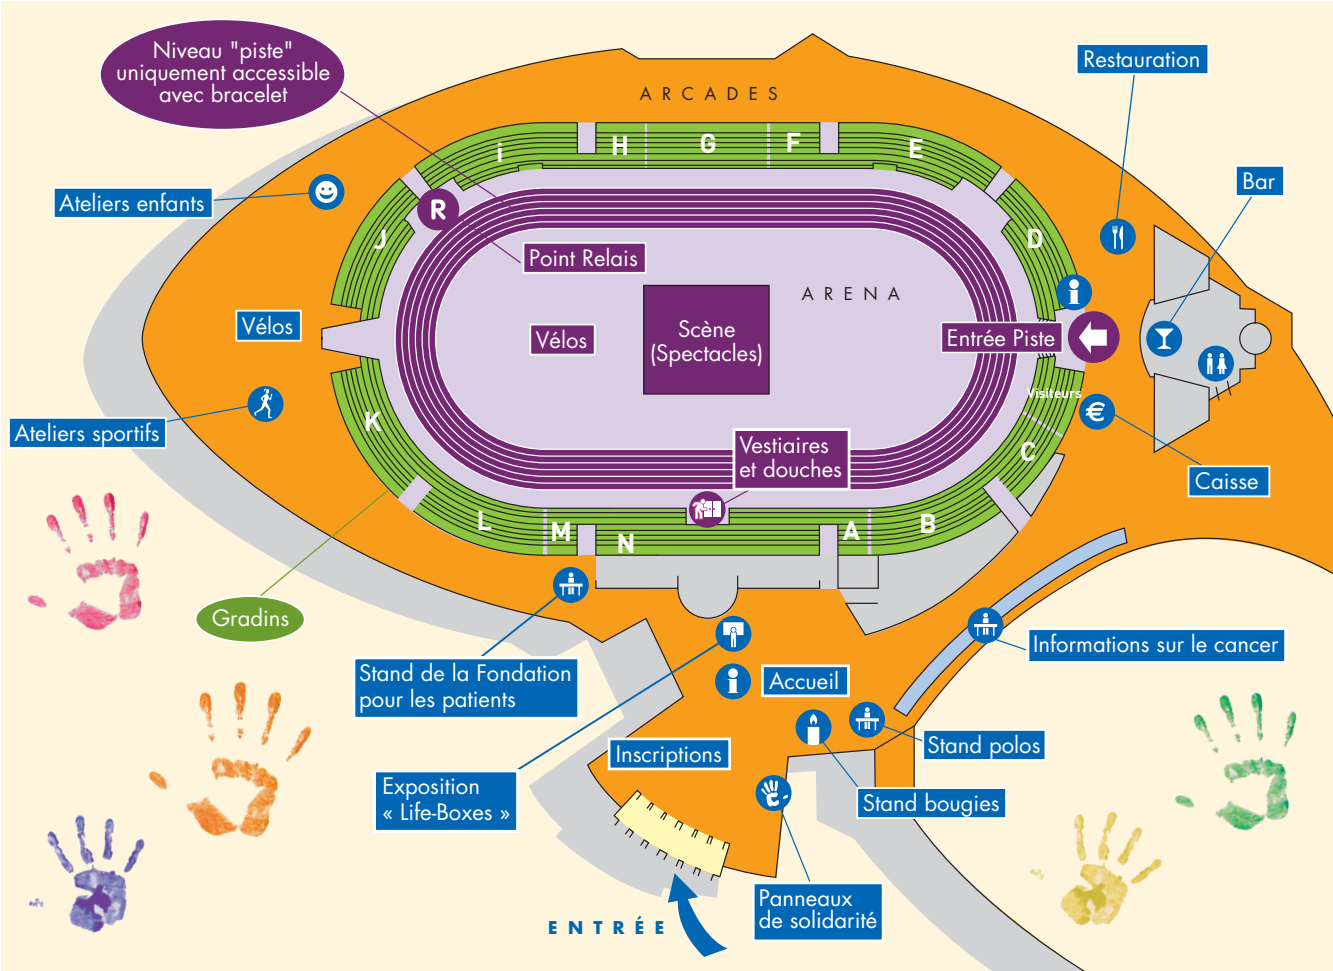 Niveau "piste"
uniquement accessible
avec bracelet
ARCADES
Restauration
H
G
F
i
E
Bar
Ateliers enfants
R
J
D
Point Relais
ARENA
Vélos
Vélos
Scène
(Spectacles)
Entrée Piste
Visiteurs
€
Ateliers sportifs
K
C
Vestiaires
et douches
Caisse
L
M
N
A
B
Gradins
Informations sur le cancer
Stand de la Fondation
pour les patients
Accueil
Inscriptions
Stand polos
Exposition
« Life-Boxes »
Stand bougies
Panneaux
de solidarité
ENTRÉE